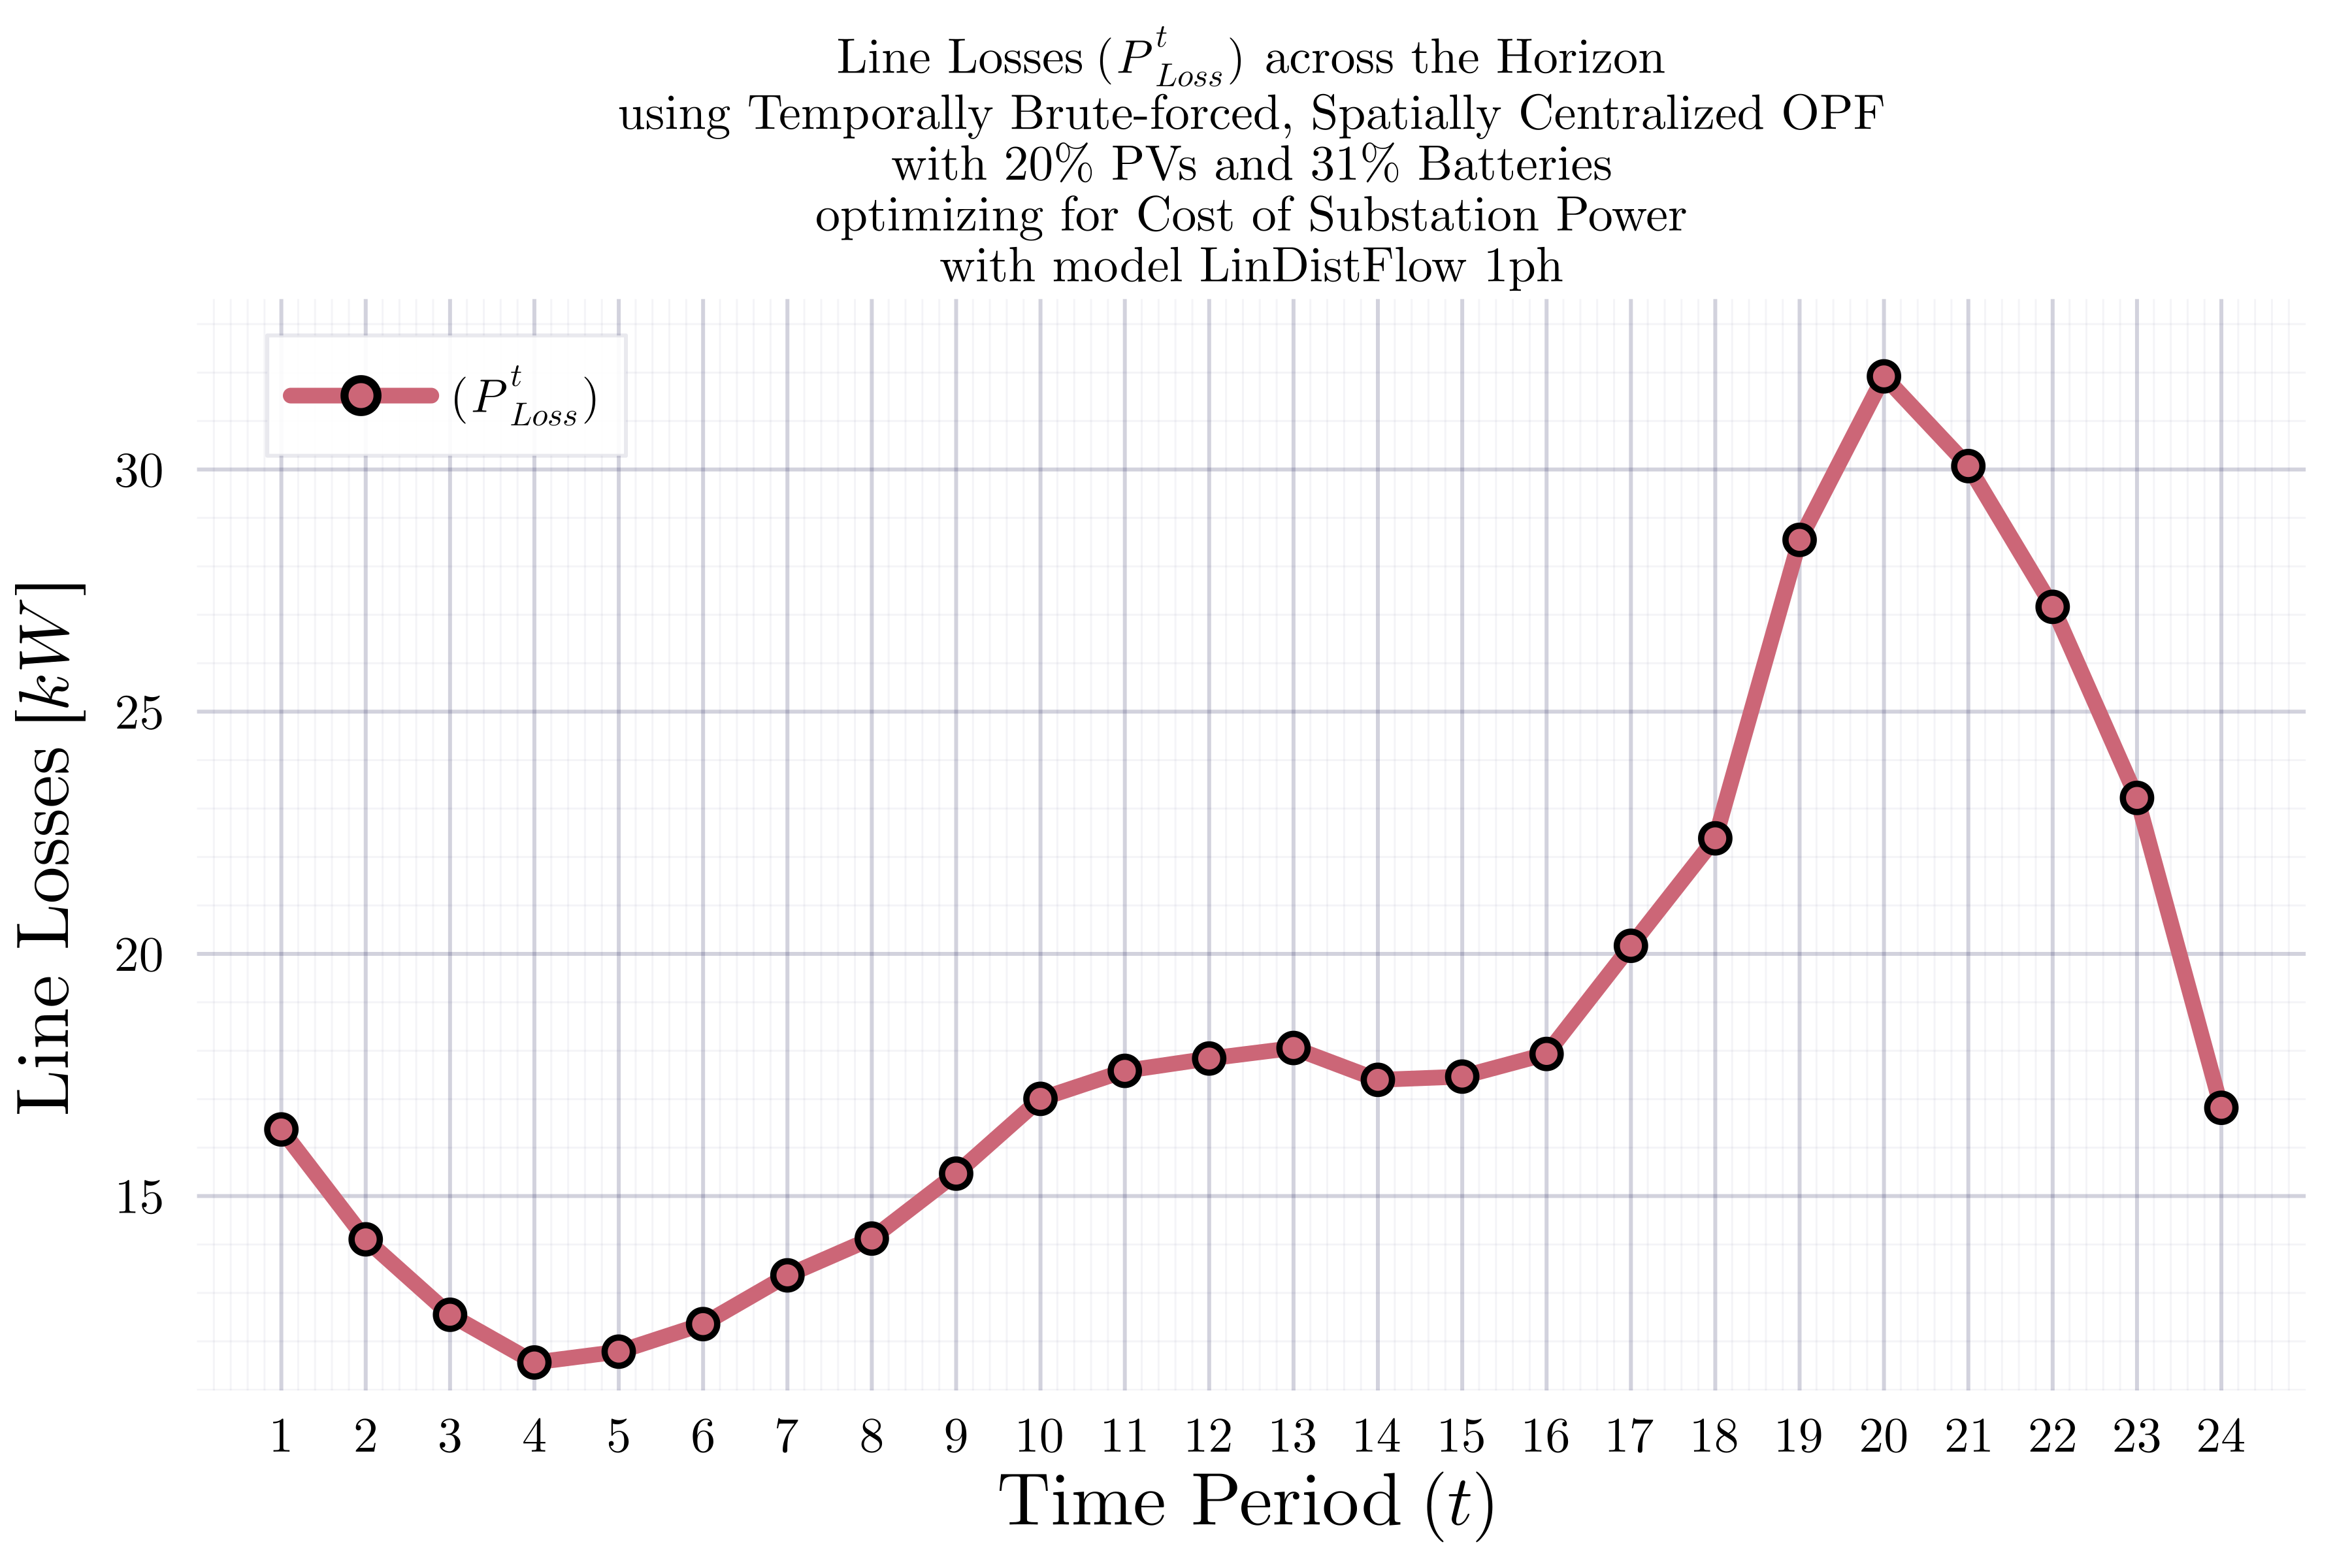 Line Losses (P^t_Loss) across the Horizon
using Temporally Brute-forced, Spatially Centralized OPF
with 20% PVs and 31% Batteries
optimizing for Cost of Substation Power
with model LinDistFlow 1ph
(P^t_Loss)
30
25
20
15
Line Losses [kW]
1 2 3 4 5 6 7 8 9 10 11 12 13 14 15 16 17 18 19 20 21 22 23 24
Time Period (t)